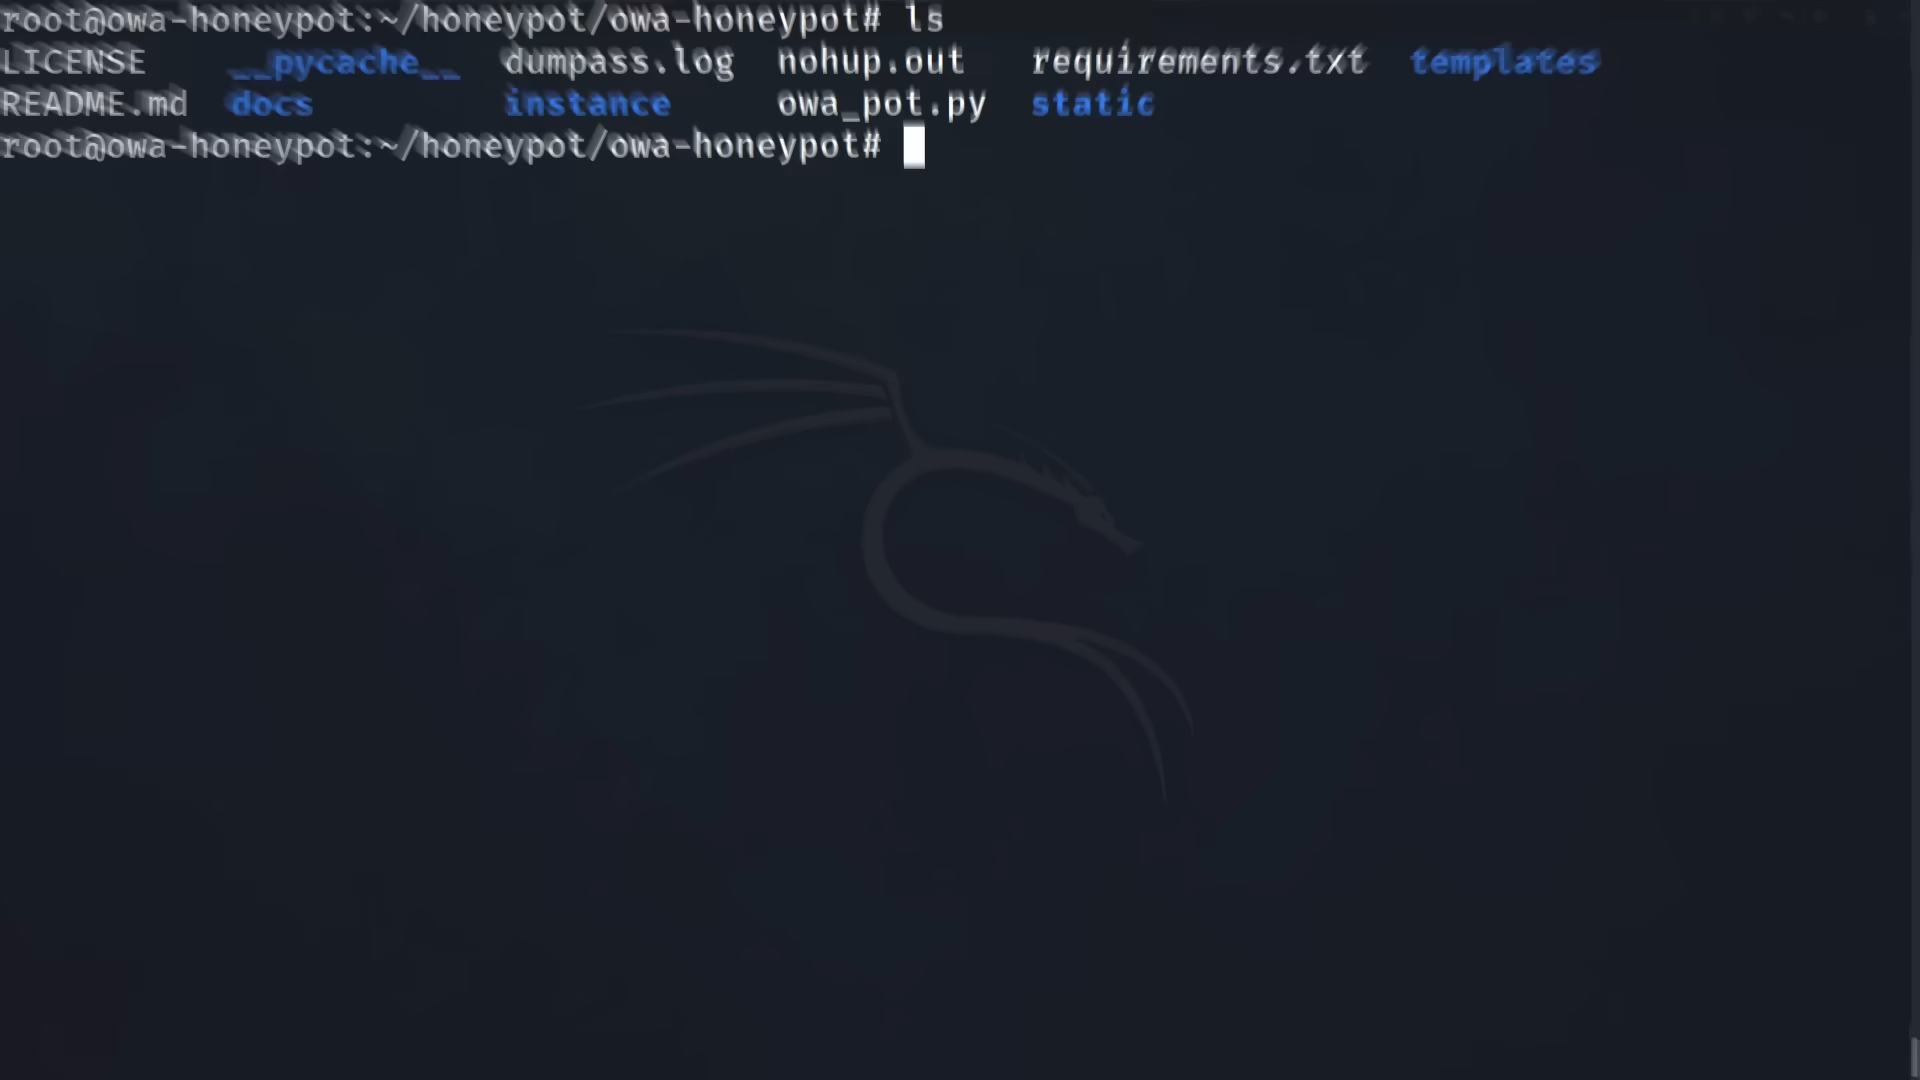 root@owa-honeypot:~/honeypot/owa-honeypot# ls
LICENSE __pycache__ dumpass.log nohup.out requirements.txt templates
README.md docs instance owa_pot.py static
root@owa-honeypot:~/honeypot/owa-honeypot#